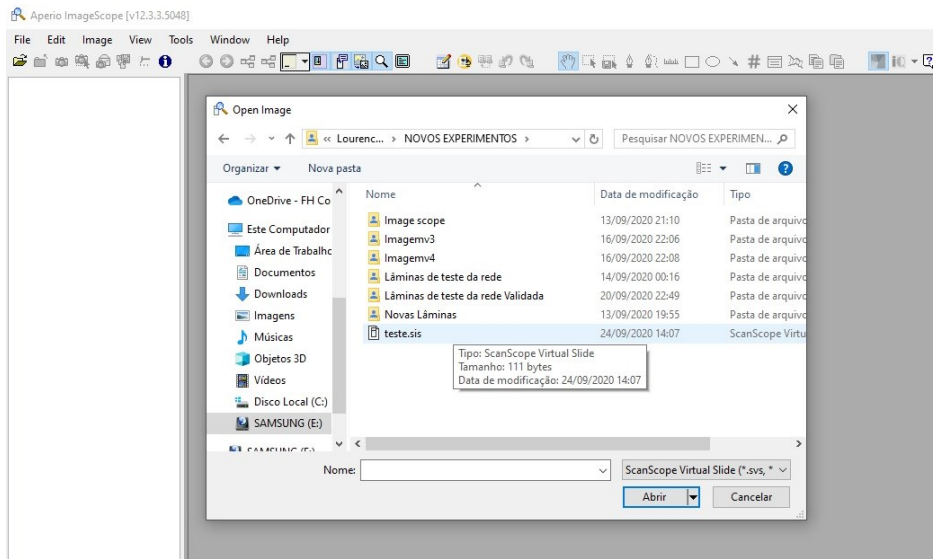 Aperio ImageScope [v12.3.3.5048]
File Edit Image View Tools Window Help
Open Image
« Lourenc... › NOVOS EXPERIMENTOS ›
Pesquisar NOVOS EXPERIMEN...
Organizar Nova pasta
Nome Data de modificação Tipo
OneDrive - FH Co
Este Computador
Área de Trabalho
Documentos
Downloads
Imagens
Músicas
Objetos 3D
Vídeos
Disco Local (C:)
SAMSUNG (E:)
Image scope 13/09/2020 21:10 Pasta de arquivo
Imagemv3 16/09/2020 22:06 Pasta de arquivo
Imagemv4 16/09/2020 22:08 Pasta de arquivo
Lâminas de teste da rede 14/09/2020 00:16 Pasta de arquivo
Lâminas de teste da rede Validada 20/09/2020 22:49 Pasta de arquivo
Novas Lâminas 13/09/2020 19:55 Pasta de arquivo
teste.sis 24/09/2020 14:07 ScanScope Virtu
Tipo: ScanScope Virtual Slide
Tamanho: 111 bytes
Data de modificação: 24/09/2020 14:07
Nome:
ScanScope Virtual Slide (*.svs, *
Abrir Cancelar